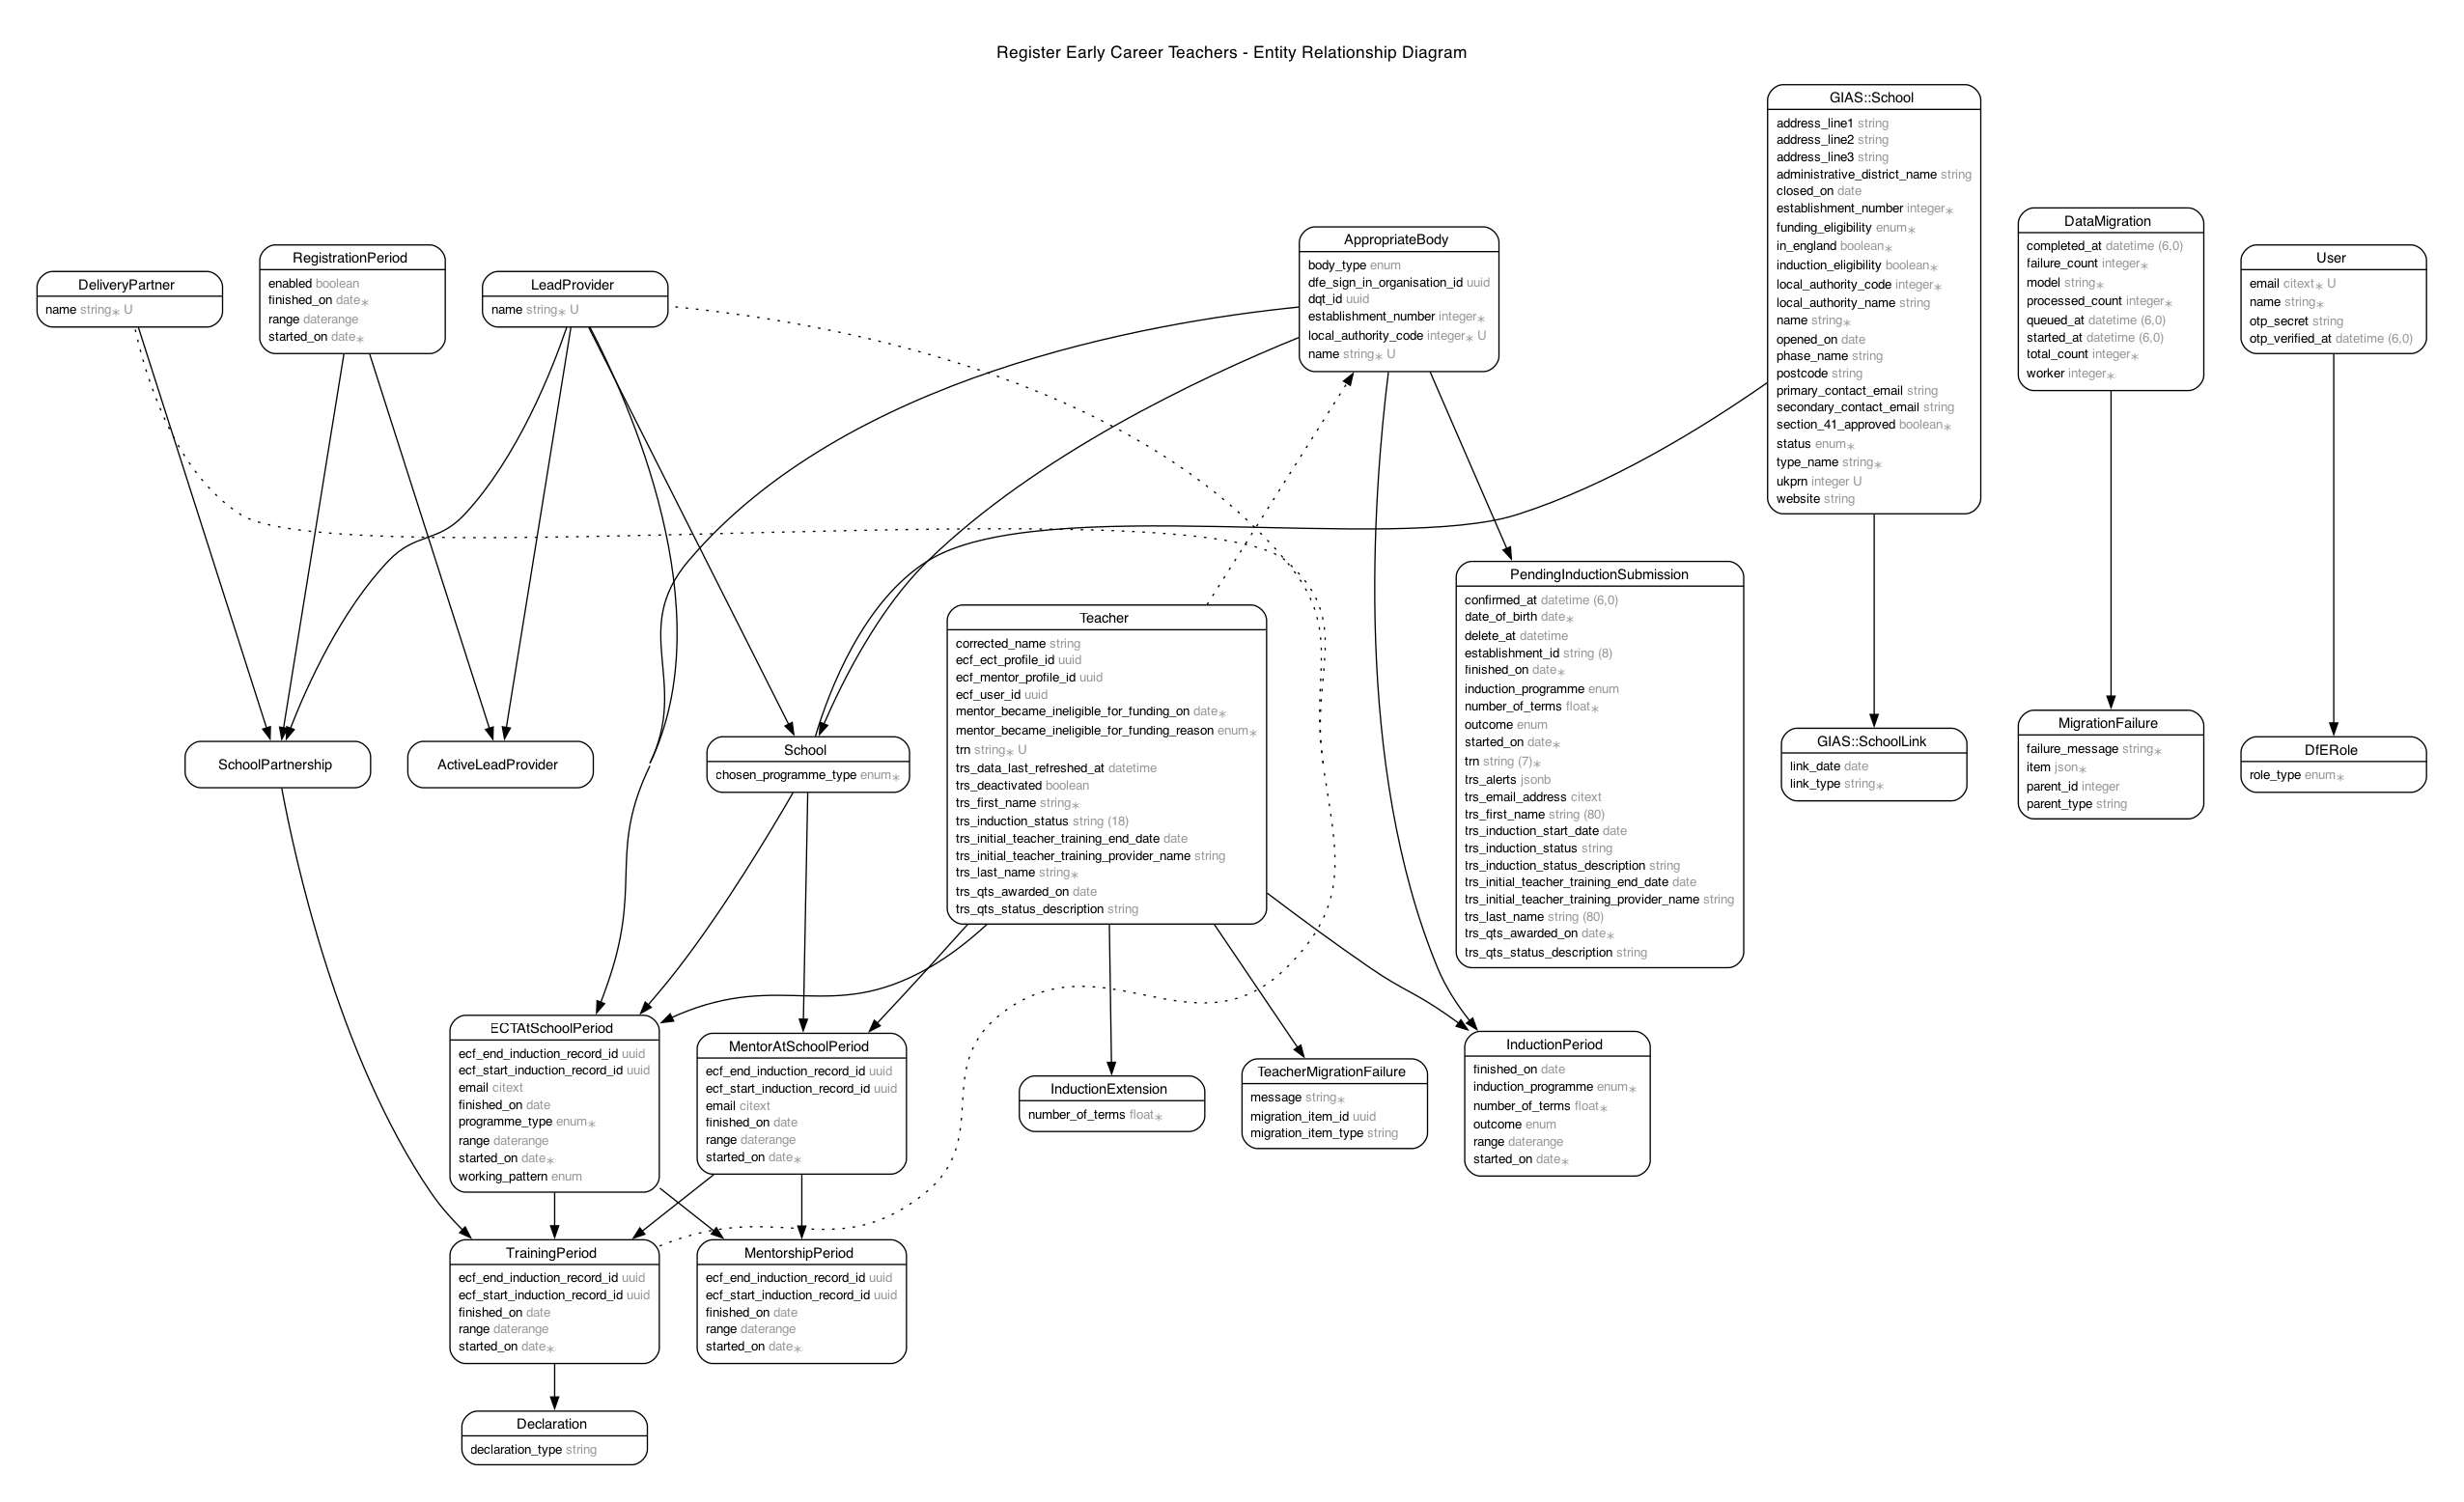 Register Early Career Teachers - Entity Relationship Diagram
DeliveryPartner
name string∗ U
RegistrationPeriod
enabled boolean
finished_on date∗
range daterange
started_on date∗
LeadProvider
name string∗ U
AppropriateBody
body_type enum
dfe_sign_in_organisation_id uuid
dqt_id uuid
establishment_number integer∗
local_authority_code integer∗ U
name string∗ U
GIAS::School
address_line1 string
address_line2 string
address_line3 string
administrative_district_name string
closed_on date
establishment_number integer∗
funding_eligibility enum∗
in_england boolean∗
induction_eligibility boolean∗
local_authority_code integer∗
local_authority_name string
name string∗
opened_on date
phase_name string
postcode string
primary_contact_email string
secondary_contact_email string
section_41_approved boolean∗
status enum∗
type_name string∗
ukprn integer U
website string
DataMigration
completed_at datetime (6,0)
failure_count integer∗
model string∗
processed_count integer∗
queued_at datetime (6,0)
started_at datetime (6,0)
total_count integer∗
worker integer∗
User
email citext∗ U
name string∗
otp_secret string
otp_verified_at datetime (6,0)
SchoolPartnership
ActiveLeadProvider
School
chosen_programme_type enum∗
Teacher
corrected_name string
ecf_ect_profile_id uuid
ecf_mentor_profile_id uuid
ecf_user_id uuid
mentor_became_ineligible_for_funding_on date∗
mentor_became_ineligible_for_funding_reason enum∗
trn string∗ U
trs_data_last_refreshed_at datetime
trs_deactivated boolean
trs_first_name string∗
trs_induction_status string (18)
trs_initial_teacher_training_end_date date
trs_initial_teacher_training_provider_name string
trs_last_name string∗
trs_qts_awarded_on date
trs_qts_status_description string
PendingInductionSubmission
confirmed_at datetime (6,0)
date_of_birth date∗
delete_at datetime
establishment_id string (8)
finished_on date∗
induction_programme enum
number_of_terms float∗
outcome enum
started_on date∗
trn string (7)∗
trs_alerts jsonb
trs_email_address citext
trs_first_name string (80)
trs_induction_start_date date
trs_induction_status string
trs_induction_status_description string
trs_initial_teacher_training_end_date date
trs_initial_teacher_training_provider_name string
trs_last_name string (80)
trs_qts_awarded_on date∗
trs_qts_status_description string
GIAS::SchoolLink
link_date date
link_type string∗
MigrationFailure
failure_message string∗
item json∗
parent_id integer
parent_type string
DfERole
role_type enum∗
ECTAtSchoolPeriod
ecf_end_induction_record_id uuid
ecf_start_induction_record_id uuid
email citext
finished_on date
programme_type enum∗
range daterange
started_on date∗
working_pattern enum
MentorAtSchoolPeriod
ecf_end_induction_record_id uuid
ecf_start_induction_record_id uuid
email citext
finished_on date
range daterange
started_on date∗
InductionExtension
number_of_terms float∗
TeacherMigrationFailure
message string∗
migration_item_id uuid
migration_item_type string
InductionPeriod
finished_on date
induction_programme enum∗
number_of_terms float∗
outcome enum
range daterange
started_on date∗
TrainingPeriod
ecf_end_induction_record_id uuid
ecf_start_induction_record_id uuid
finished_on date
range daterange
started_on date∗
MentorshipPeriod
ecf_end_induction_record_id uuid
ecf_start_induction_record_id uuid
finished_on date
range daterange
started_on date∗
Declaration
declaration_type string